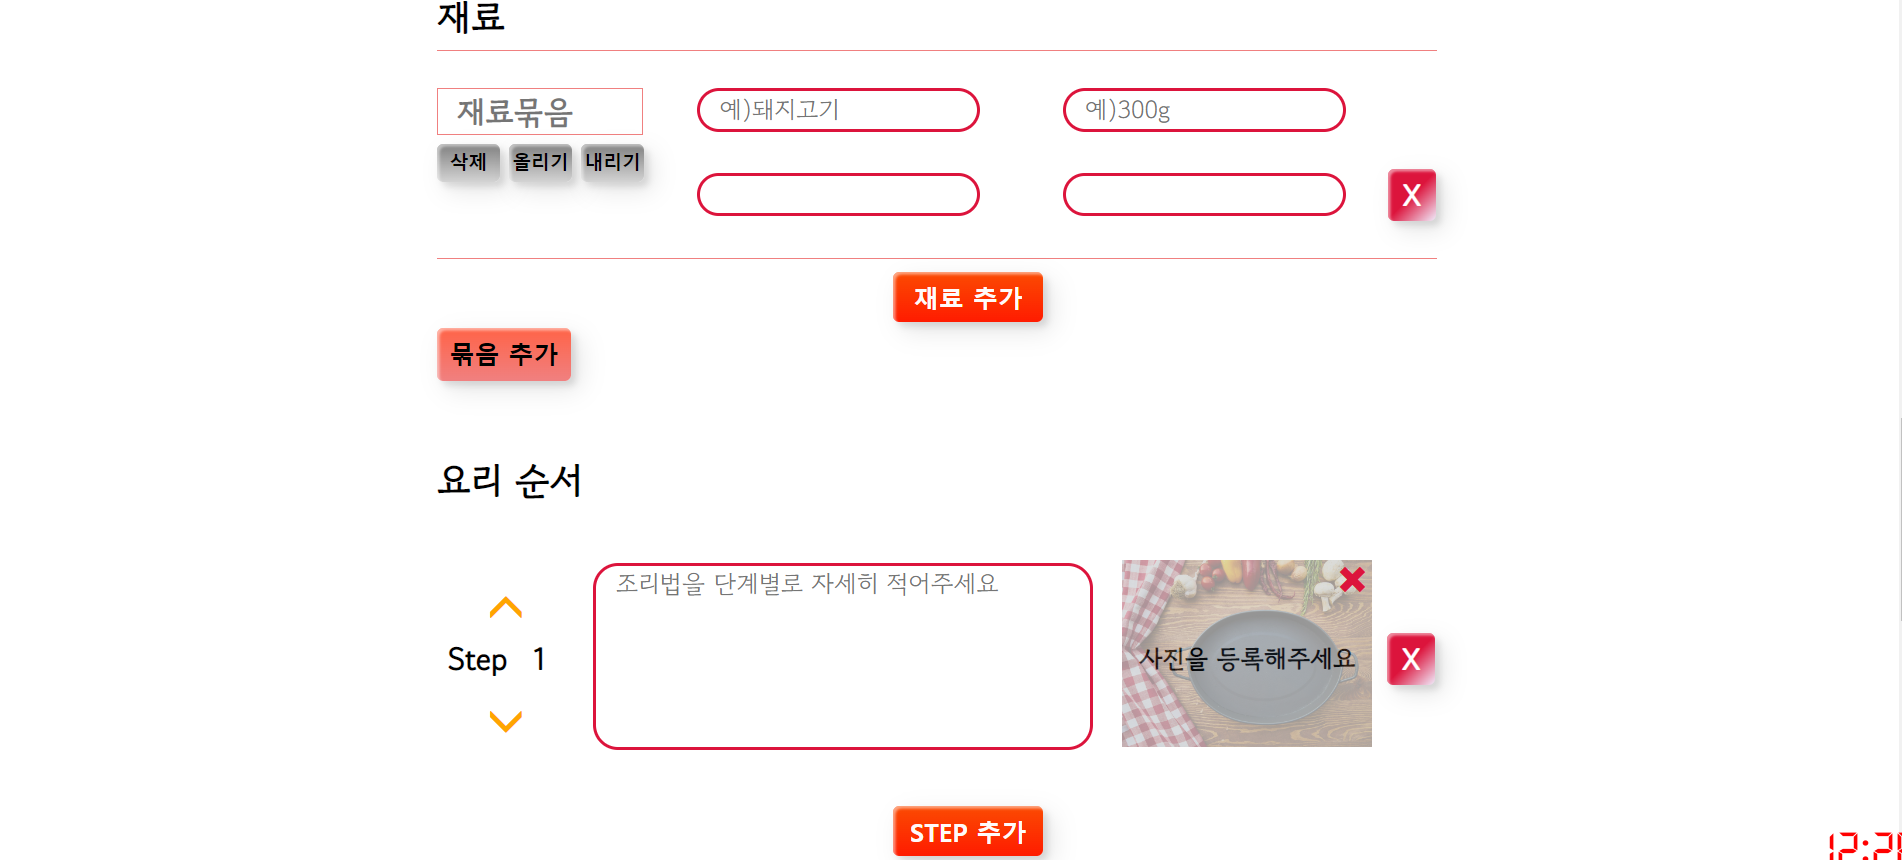 재료
재료묶음 예)돼지고기 예)300g
삭제 올리기 내리기
X
재료 추가
묶음 추가
요리 순서
조리법을 단계별로 자세히 적어주세요
Step 1 사진을 등록해주세요 X
STEP 추가